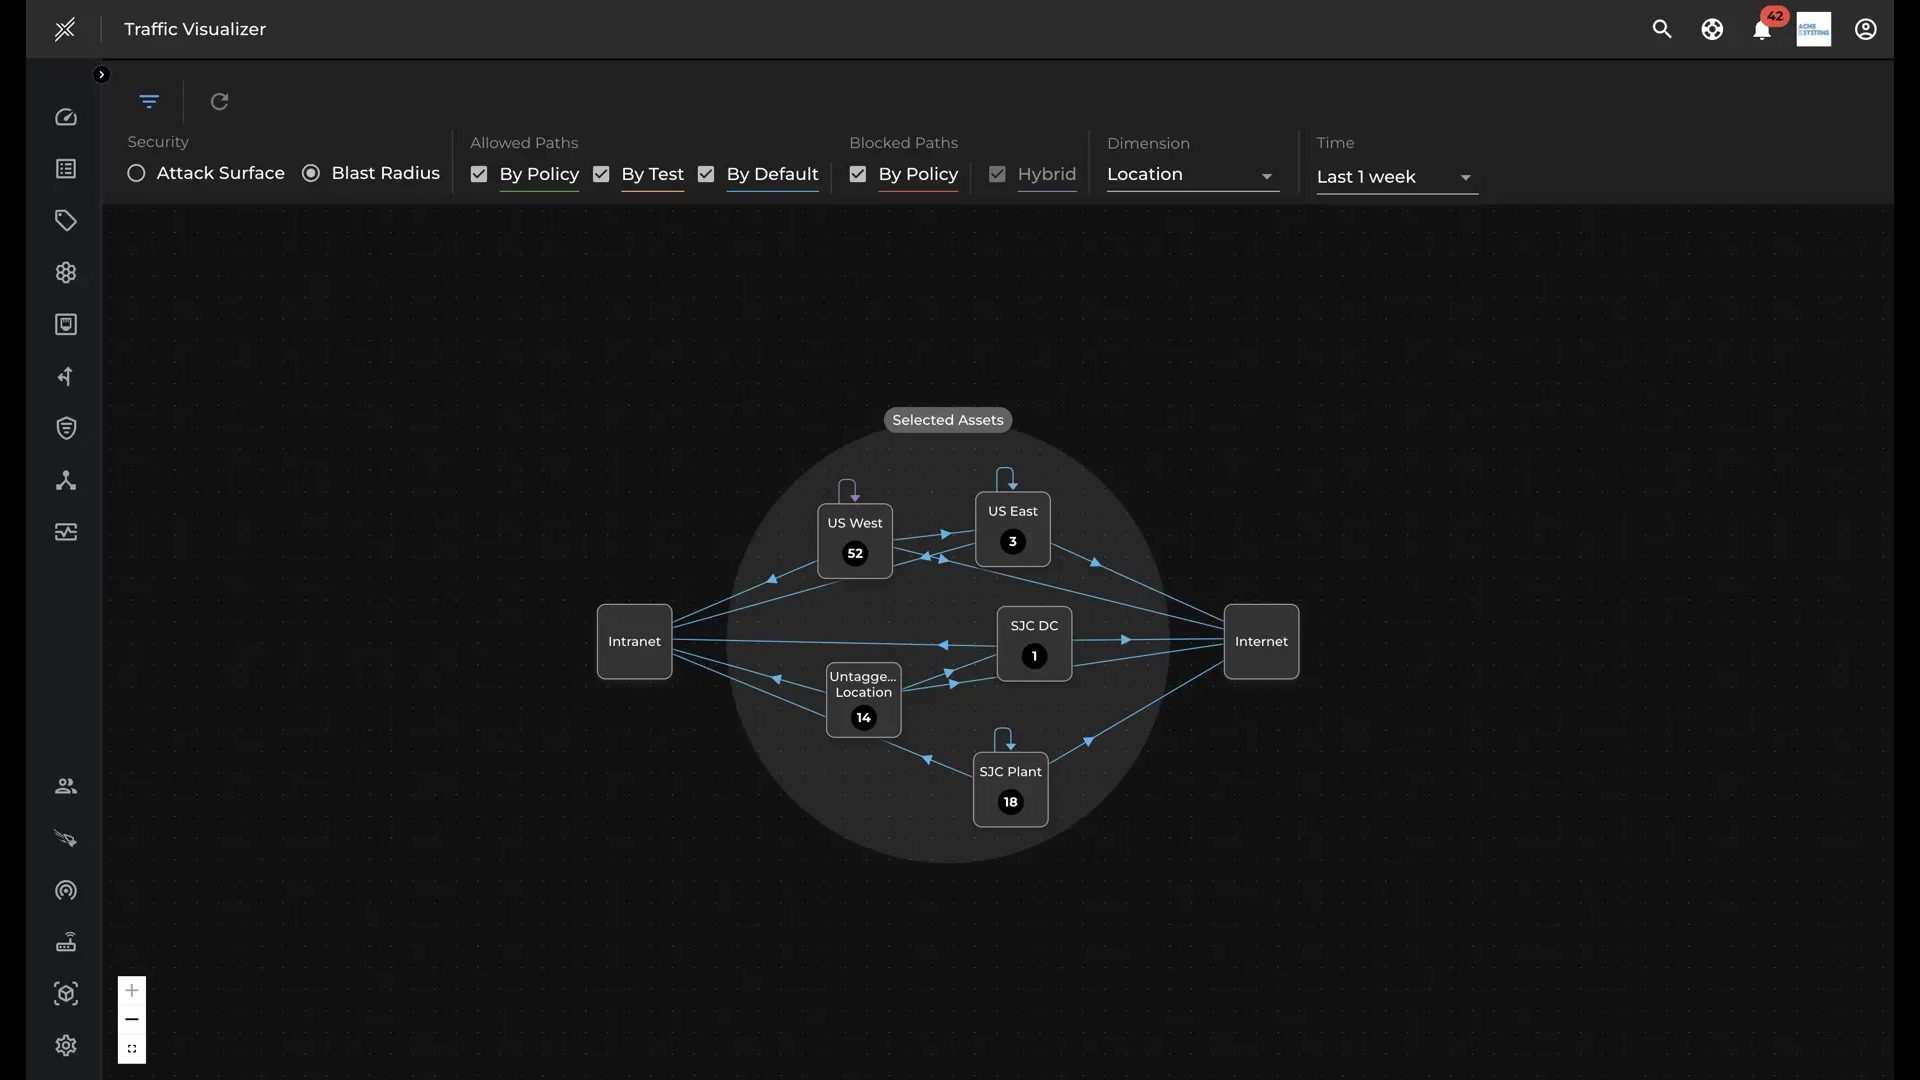 Traffic Visualizer
42
ACME
SYSTEMS
Security
Allowed Paths
Blocked Paths
Dimension
Time
Attack Surface
Blast Radius
By Policy
By Test
By Default
By Policy
Hybrid
Location
Last 1 week
Selected Assets
US West
52
US East
3
Intranet
SJC DC
1
Internet
Untagge...
Location
14
SJC Plant
18